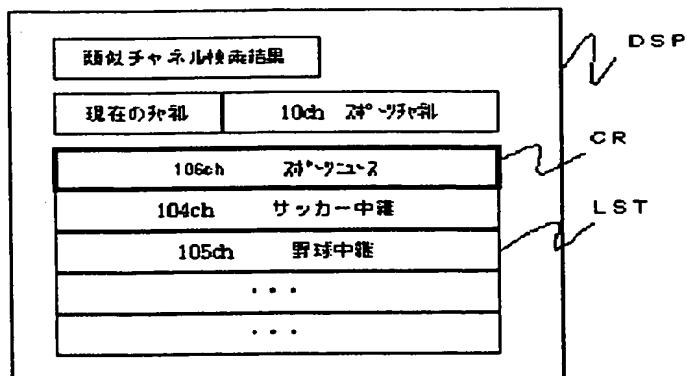 類似チャネル検索結果
DSP
現在のチャネル 10ch スポーツチャネル
CR
106ch スポーツニュース
104ch サッカー中継
LST
105ch 野球中継
・・・
・・・